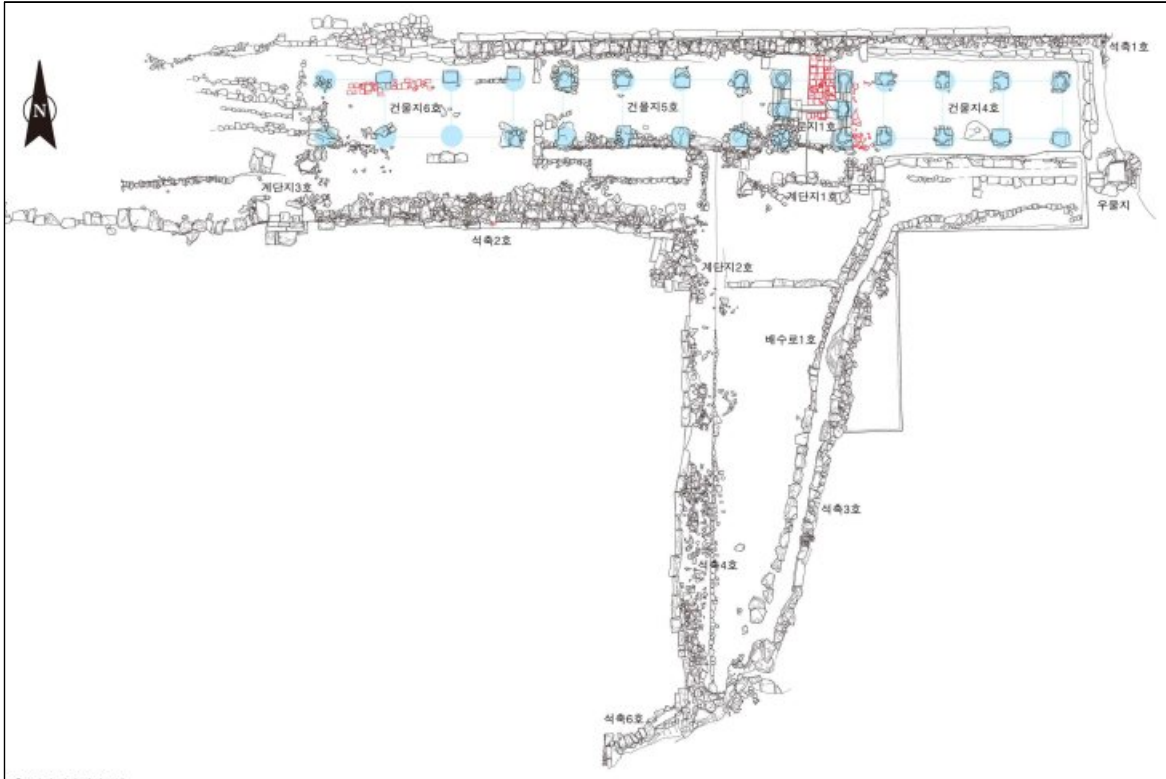 석축1호
N
건물지6호
건물지5호
건물지4호
문지1호
계단지3호
계단지1호
우물지
석축2호
계단지2호
배수로1호
석축3호
석축4호
석축6호